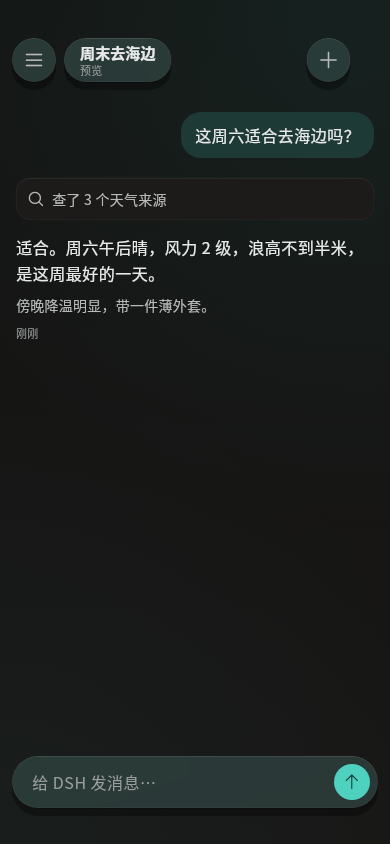 周末去海边
预览
这周六适合去海边吗?
查了 3 个天气来源
适合。周六午后晴，风力 2 级，浪高不到半米，
是这周最好的一天。
傍晚降温明显，带一件薄外套。
刚刚
给 DSH 发消息…